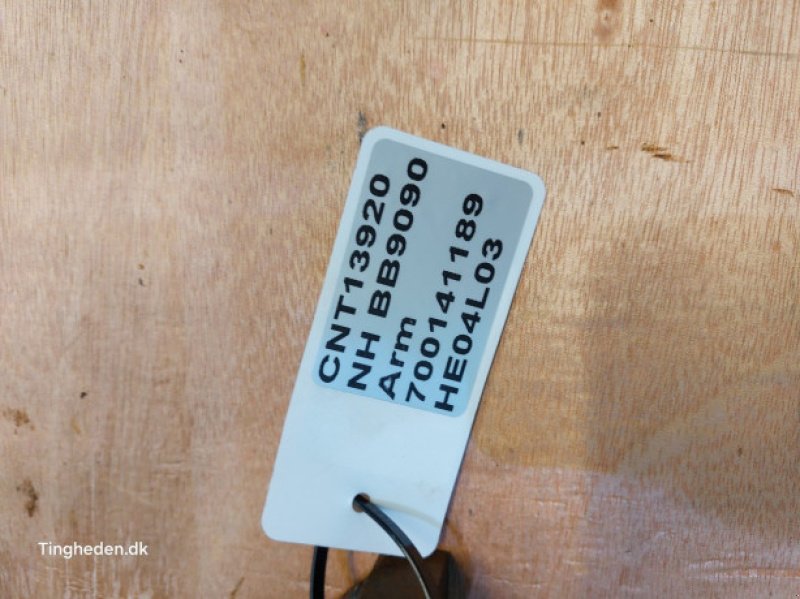 CNT13920
NH BB9090
Arm
700141189
HE04L03
Tingheden.dk